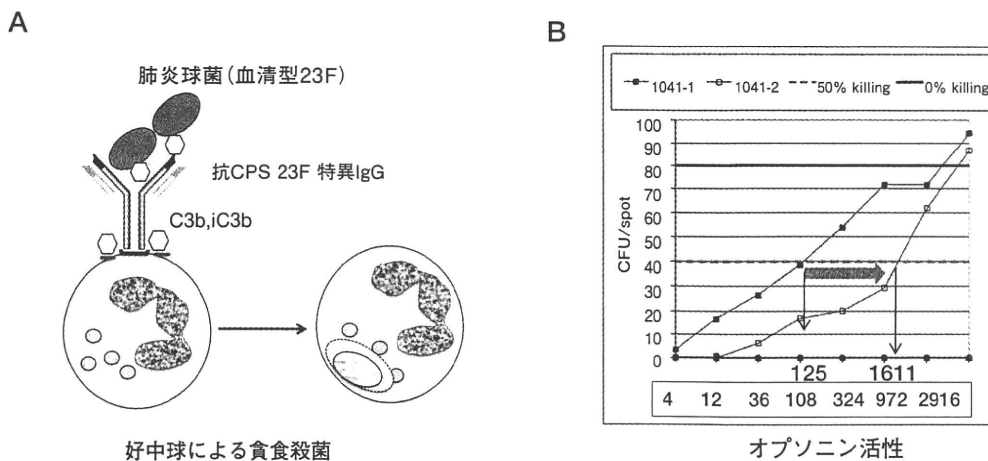 A
肺炎球菌(血清型23F)
抗CPS 23F 特異IgG
C3b,iC3b
好中球による貪食殺菌
B
1041-1 1041-2 50% killing 0% killing
CFU/spot
100
90
80
70
60
50
40
30
20
10
0
125 1611
4 12 36 108 324 972 2916
オプソニン活性